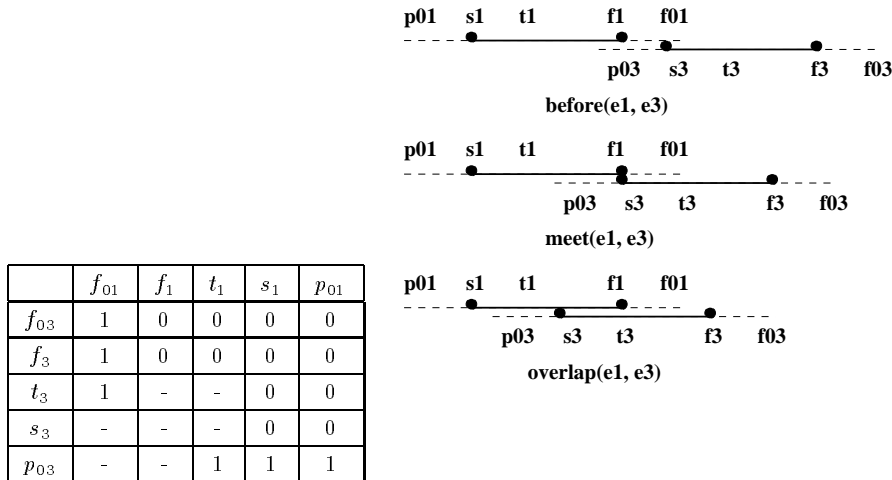 p01 s1 t1 f1 f01
p03 s3 t3 f3 f03
before(e1, e3)
p01 s1 t1 f1 f01
p03 s3 t3 f3 f03
meet(e1, e3)
p01 s1 t1 f1 f01
p03 s3 t3 f3 f03
overlap(e1, e3)
f01 f1 t1 s1 p01
f03 1 0 0 0 0
f3 1 0 0 0 0
t3 1 - - 0 0
s3 - - - 0 0
p03 - - 1 1 1